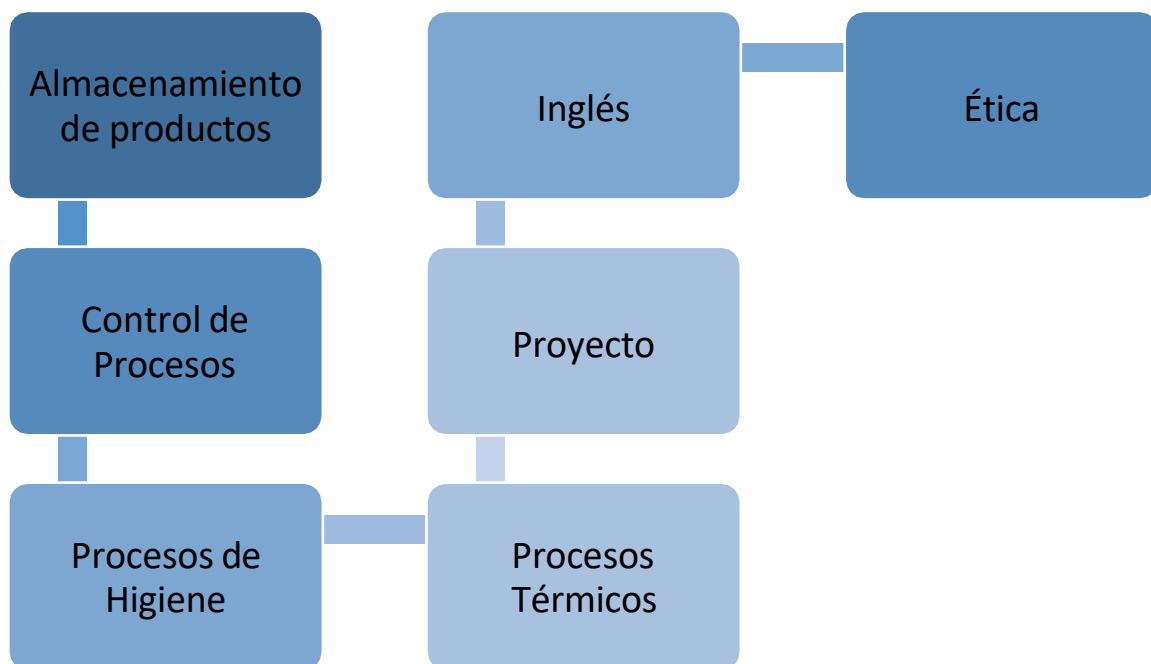 Almacenamiento
de productos
Control de
Procesos
Procesos de
Higiene
Procesos
Térmicos
Proyecto
Inglés
Ética